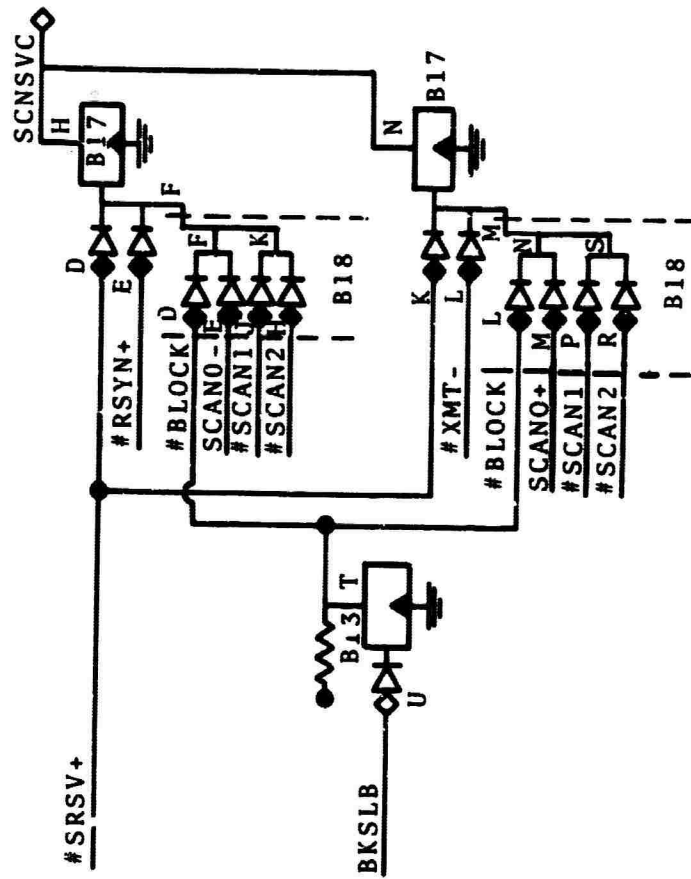 #SRSV+
BKSLB
U
B13
T
#RSYN+
#BLOCK
SCAN0-
#SCAN1
#SCAN2
D
E
D
E
J
H
F
F
K
B18
B17
H
SCNSVC
#XMT-
#BLOCK
SCAN0+
#SCAN1
#SCAN2
K
L
L
M
P
R
M
N
S
B18
N
B17